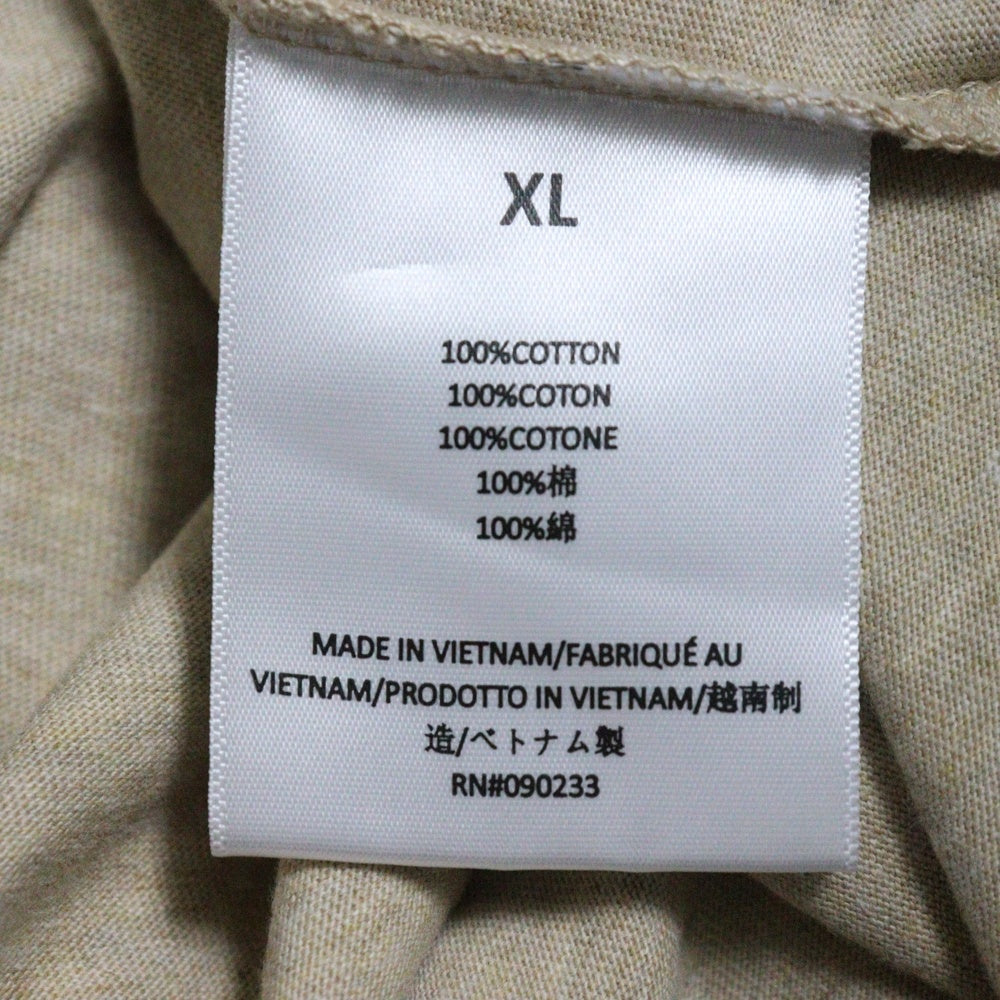 XL
100%COTTON
100%COTON
100%COTONE
100%棉
100%綿
MADE IN VIETNAM/FABRIQUÉ AU
VIETNAM/PRODOTTO IN VIETNAM/越南制
造/ベトナム製
RN#090233